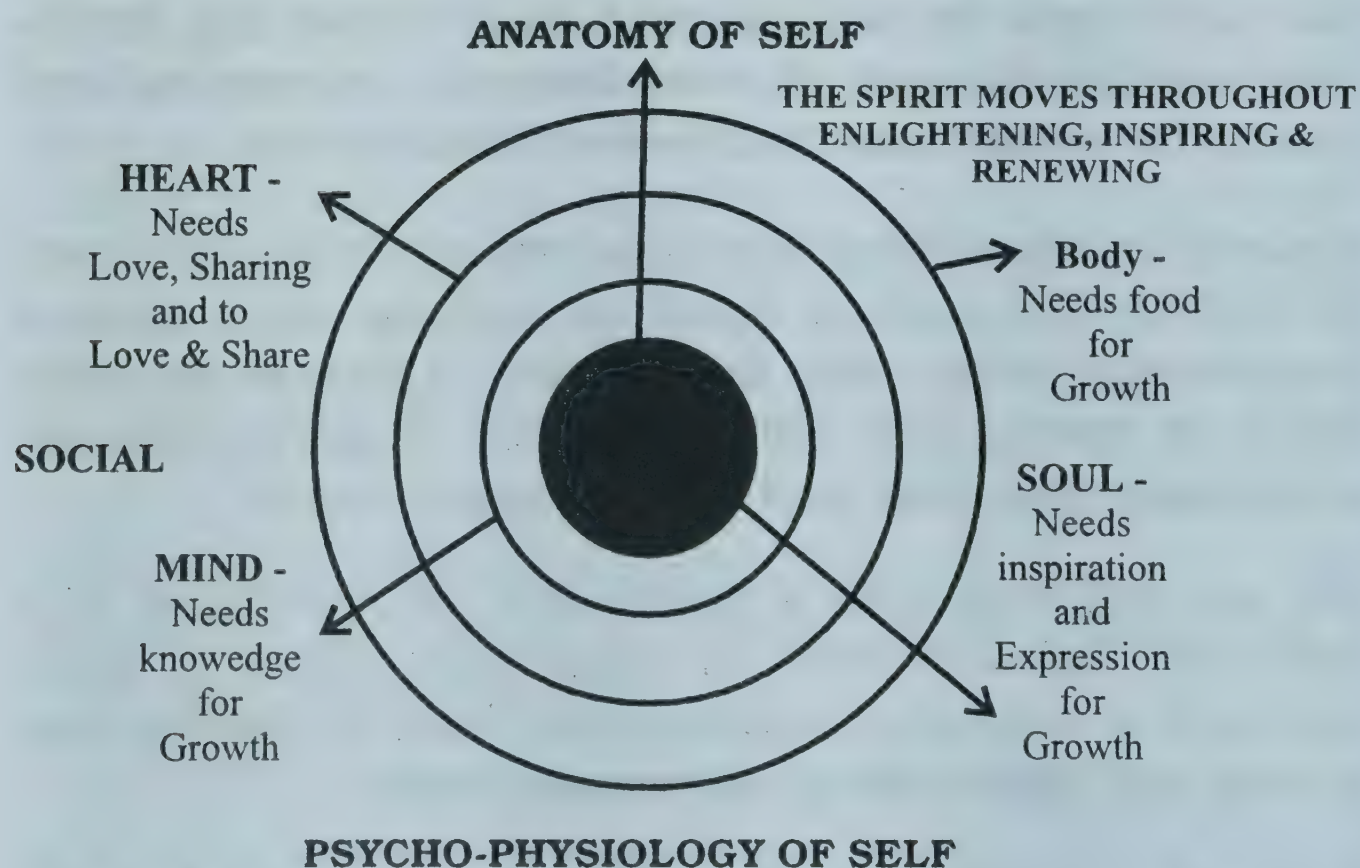 ANATOMY OF SELF
THE SPIRIT MOVES THROUGHOUT
ENLIGHTENING, INSPIRING &
RENEWING
HEART -
Needs
Love, Sharing
and to
Love & Share
Body -
Needs food
for
Growth
SOCIAL
MIND -
Needs
knowedge
for
Growth
SOUL -
Needs
inspiration
and
Expression
for
Growth
PSYCHO-PHYSIOLOGY OF SELF